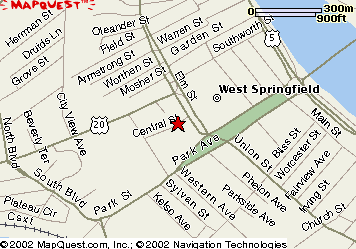 MAPQUEST
300m
900ft
Herrman St
Druids Ln
Grove St
Oleander St
Field St
Armstrong St
Worthen St
Mosher St
Warren St
Garden St
Southworth St
5
Elm St
West Springfield
North Blvd
Beverly Ter
City View Ave
20
Central St
Park Ave
Main St
Union St
Bliss St
Worcester St
Fairview Ave
Irving St
Church St
South Blvd
Park St
Plateau Cir
Csxt
Sylvan St
Kelso Ave
Western Ave
Parkside Ave
Phelon Ave
©2002 MapQuest.com, Inc.; ©2002 Navigation Technologies